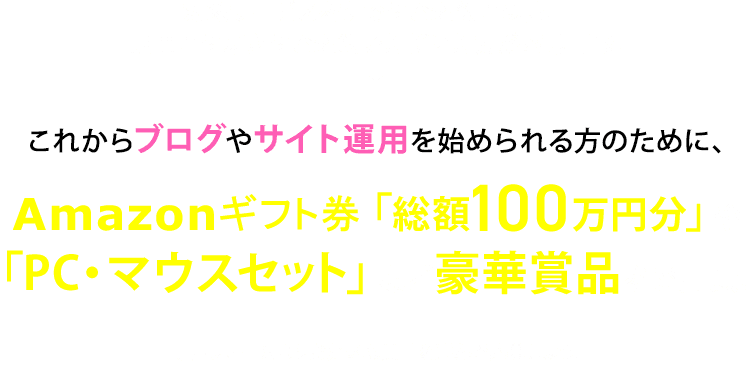 これからブログやサイト運用を始められる方のために、
Amazonギフト券「総額100万円分」
「PC・マウスセット」 豪華賞品